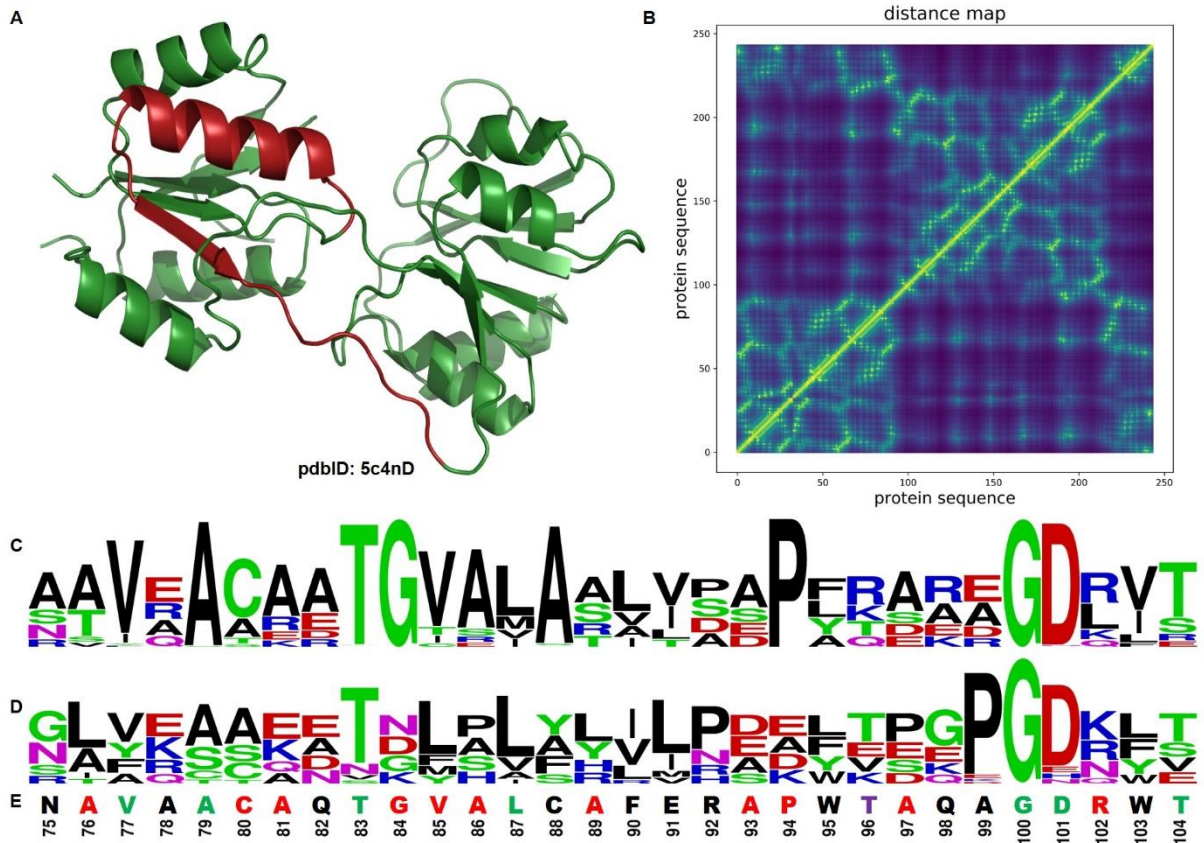 A
pdbID: 5c4nD
B
distance map
protein sequence
250
200
150
100
50
0
0 50 100 150 200 250
protein sequence
C
A A V E A C A A T G V A L A A L V P A P F R A R E G D R V T
D
G L V E A A E E T N L P L Y L I L P D E L T P G P G D K L T
E N A V A A C A Q T G V A L C A F E R A P W T A Q A G D R W T
75 76 77 78 79 80 81 82 83 84 85 86 87 88 89 90 91 92 93 94 95 96 97 98 99 100 101 102 103 104